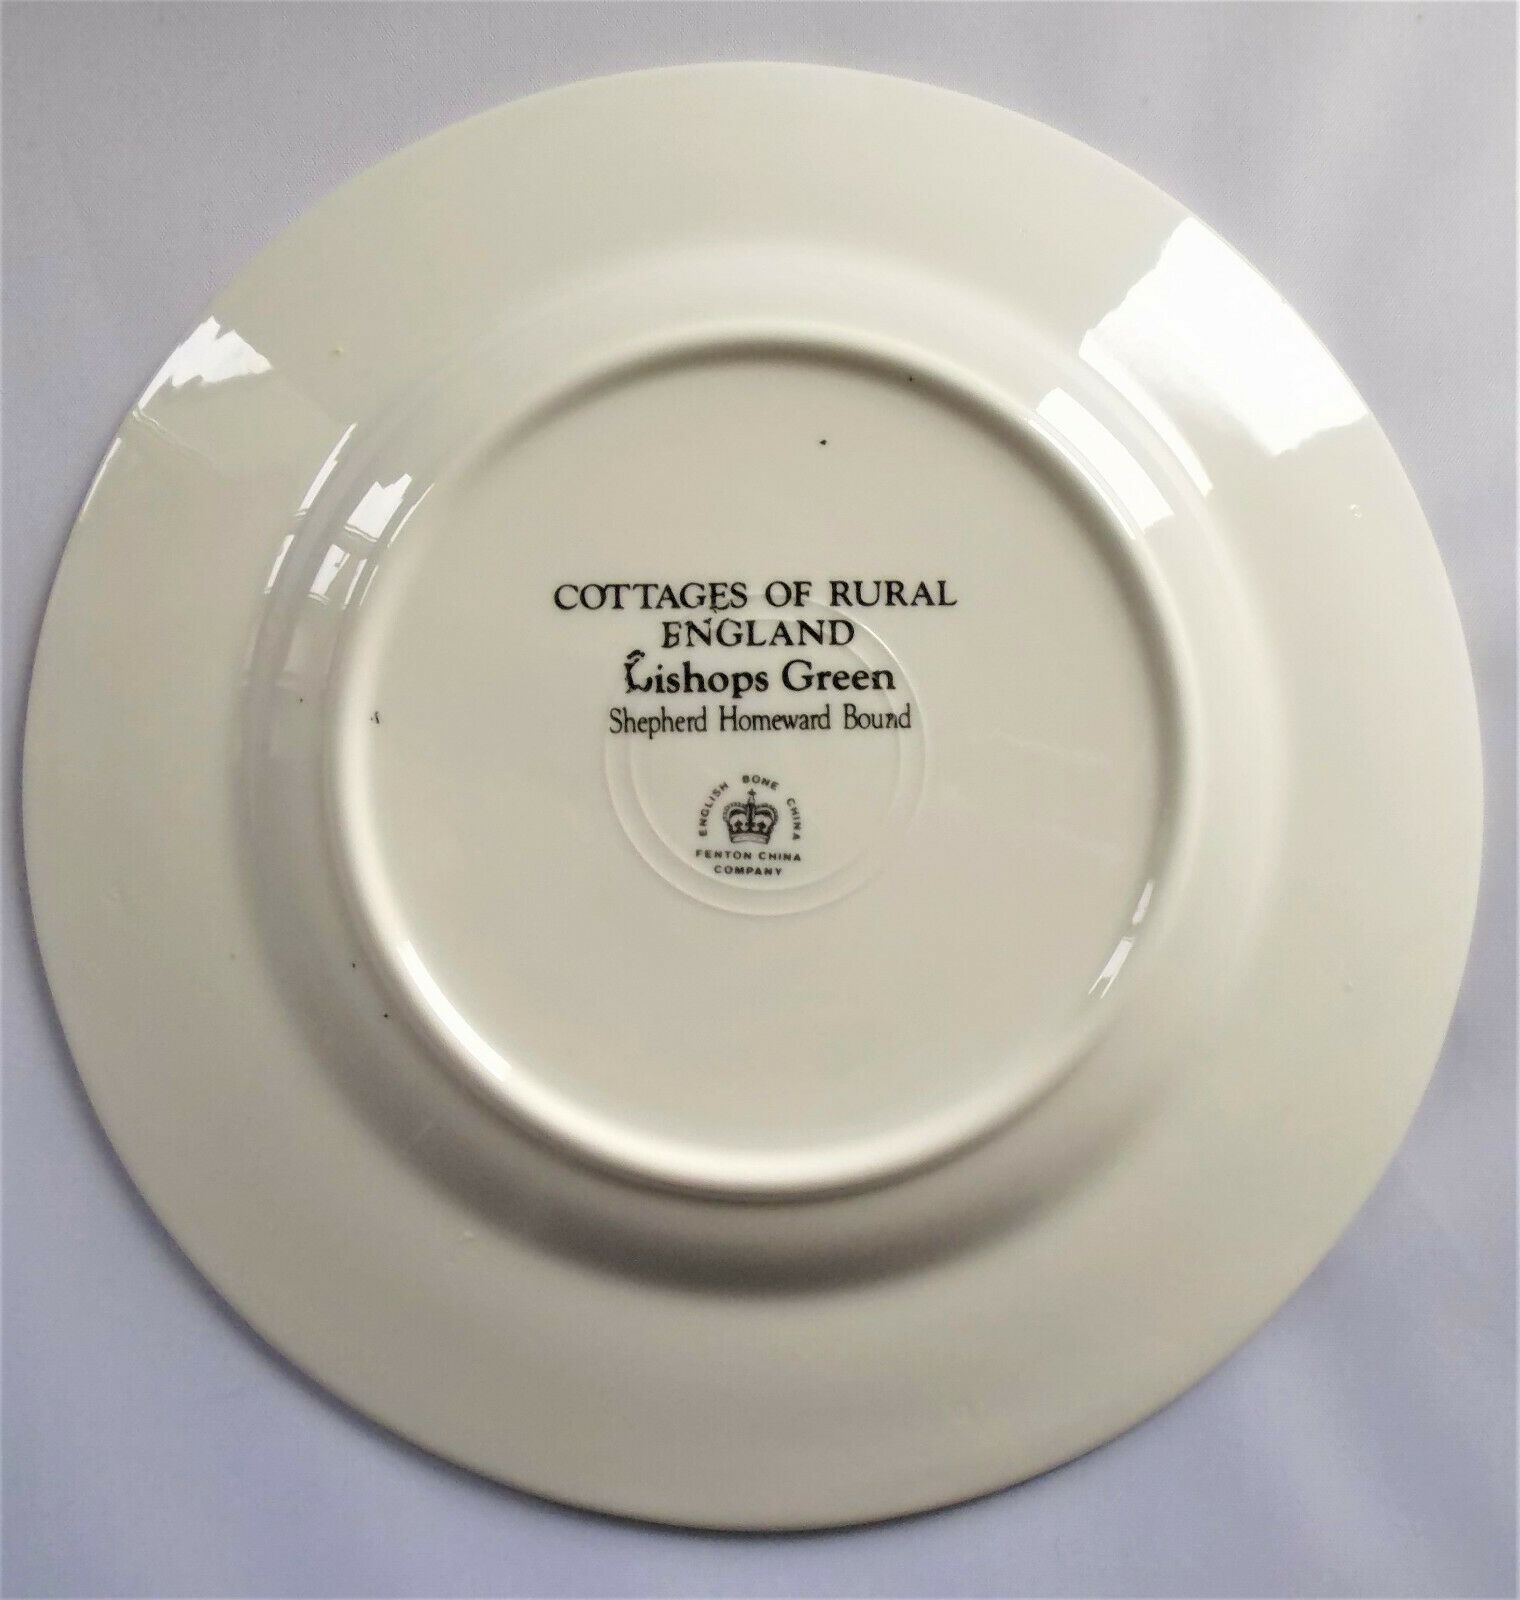 COTTAGES OF RURAL
ENGLAND
Bishops Green
Shepherd Homeward Bound
ENGLISH BONE CHINA
FENTON CHINA
COMPANY